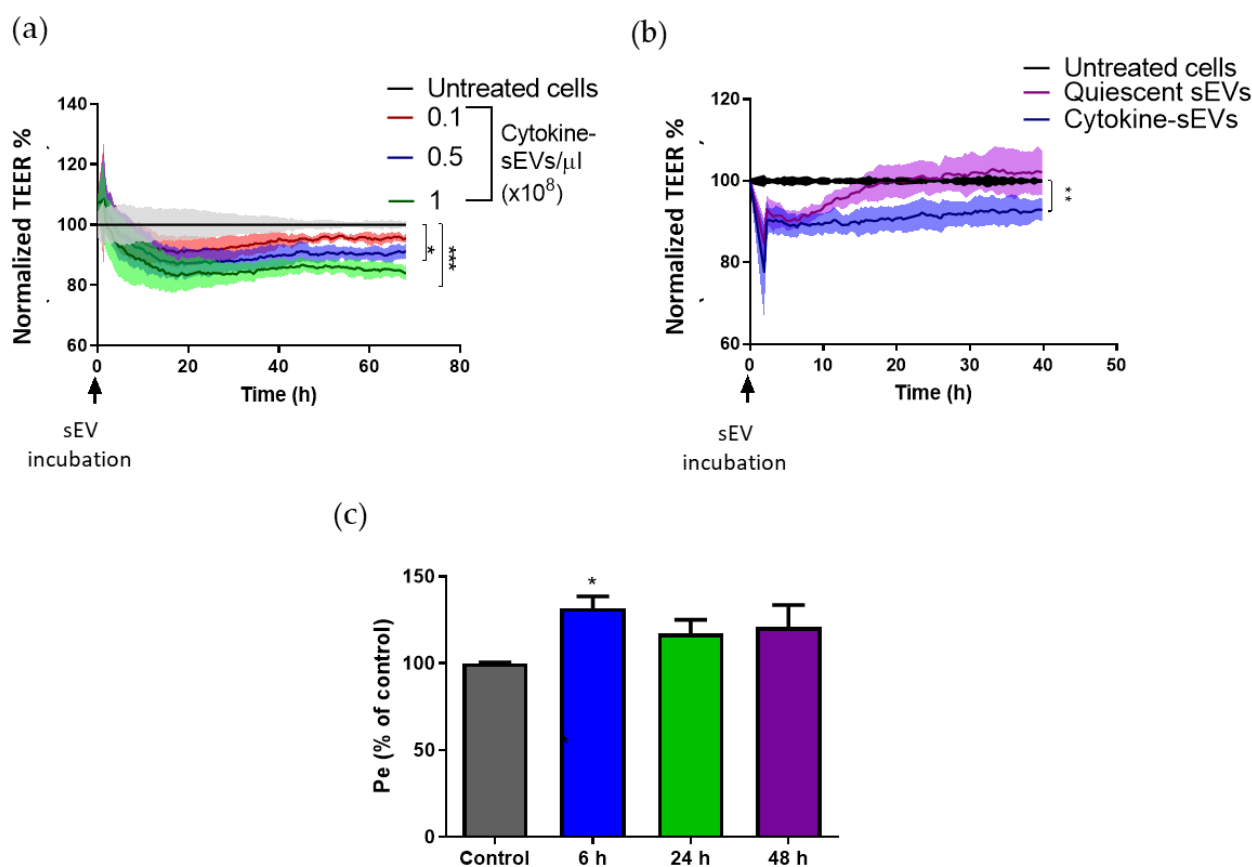 (a)
Untreated cells
0.1
0.5
1
Cytokine-
sEVs/µl
(x10⁸)
Normalized TEER %
140
120
100
80
60
*
***
0
20
40
60
80
Time (h)
sEV
incubation
(b)
Untreated cells
Quiescent sEVs
Cytokine-sEVs
Normalized TEER %
120
100
80
60
**
0
10
20
30
40
50
Time (h)
sEV
incubation
(c)
Pe (% of control)
150
100
50
0
*
*
Control
6 h
24 h
48 h